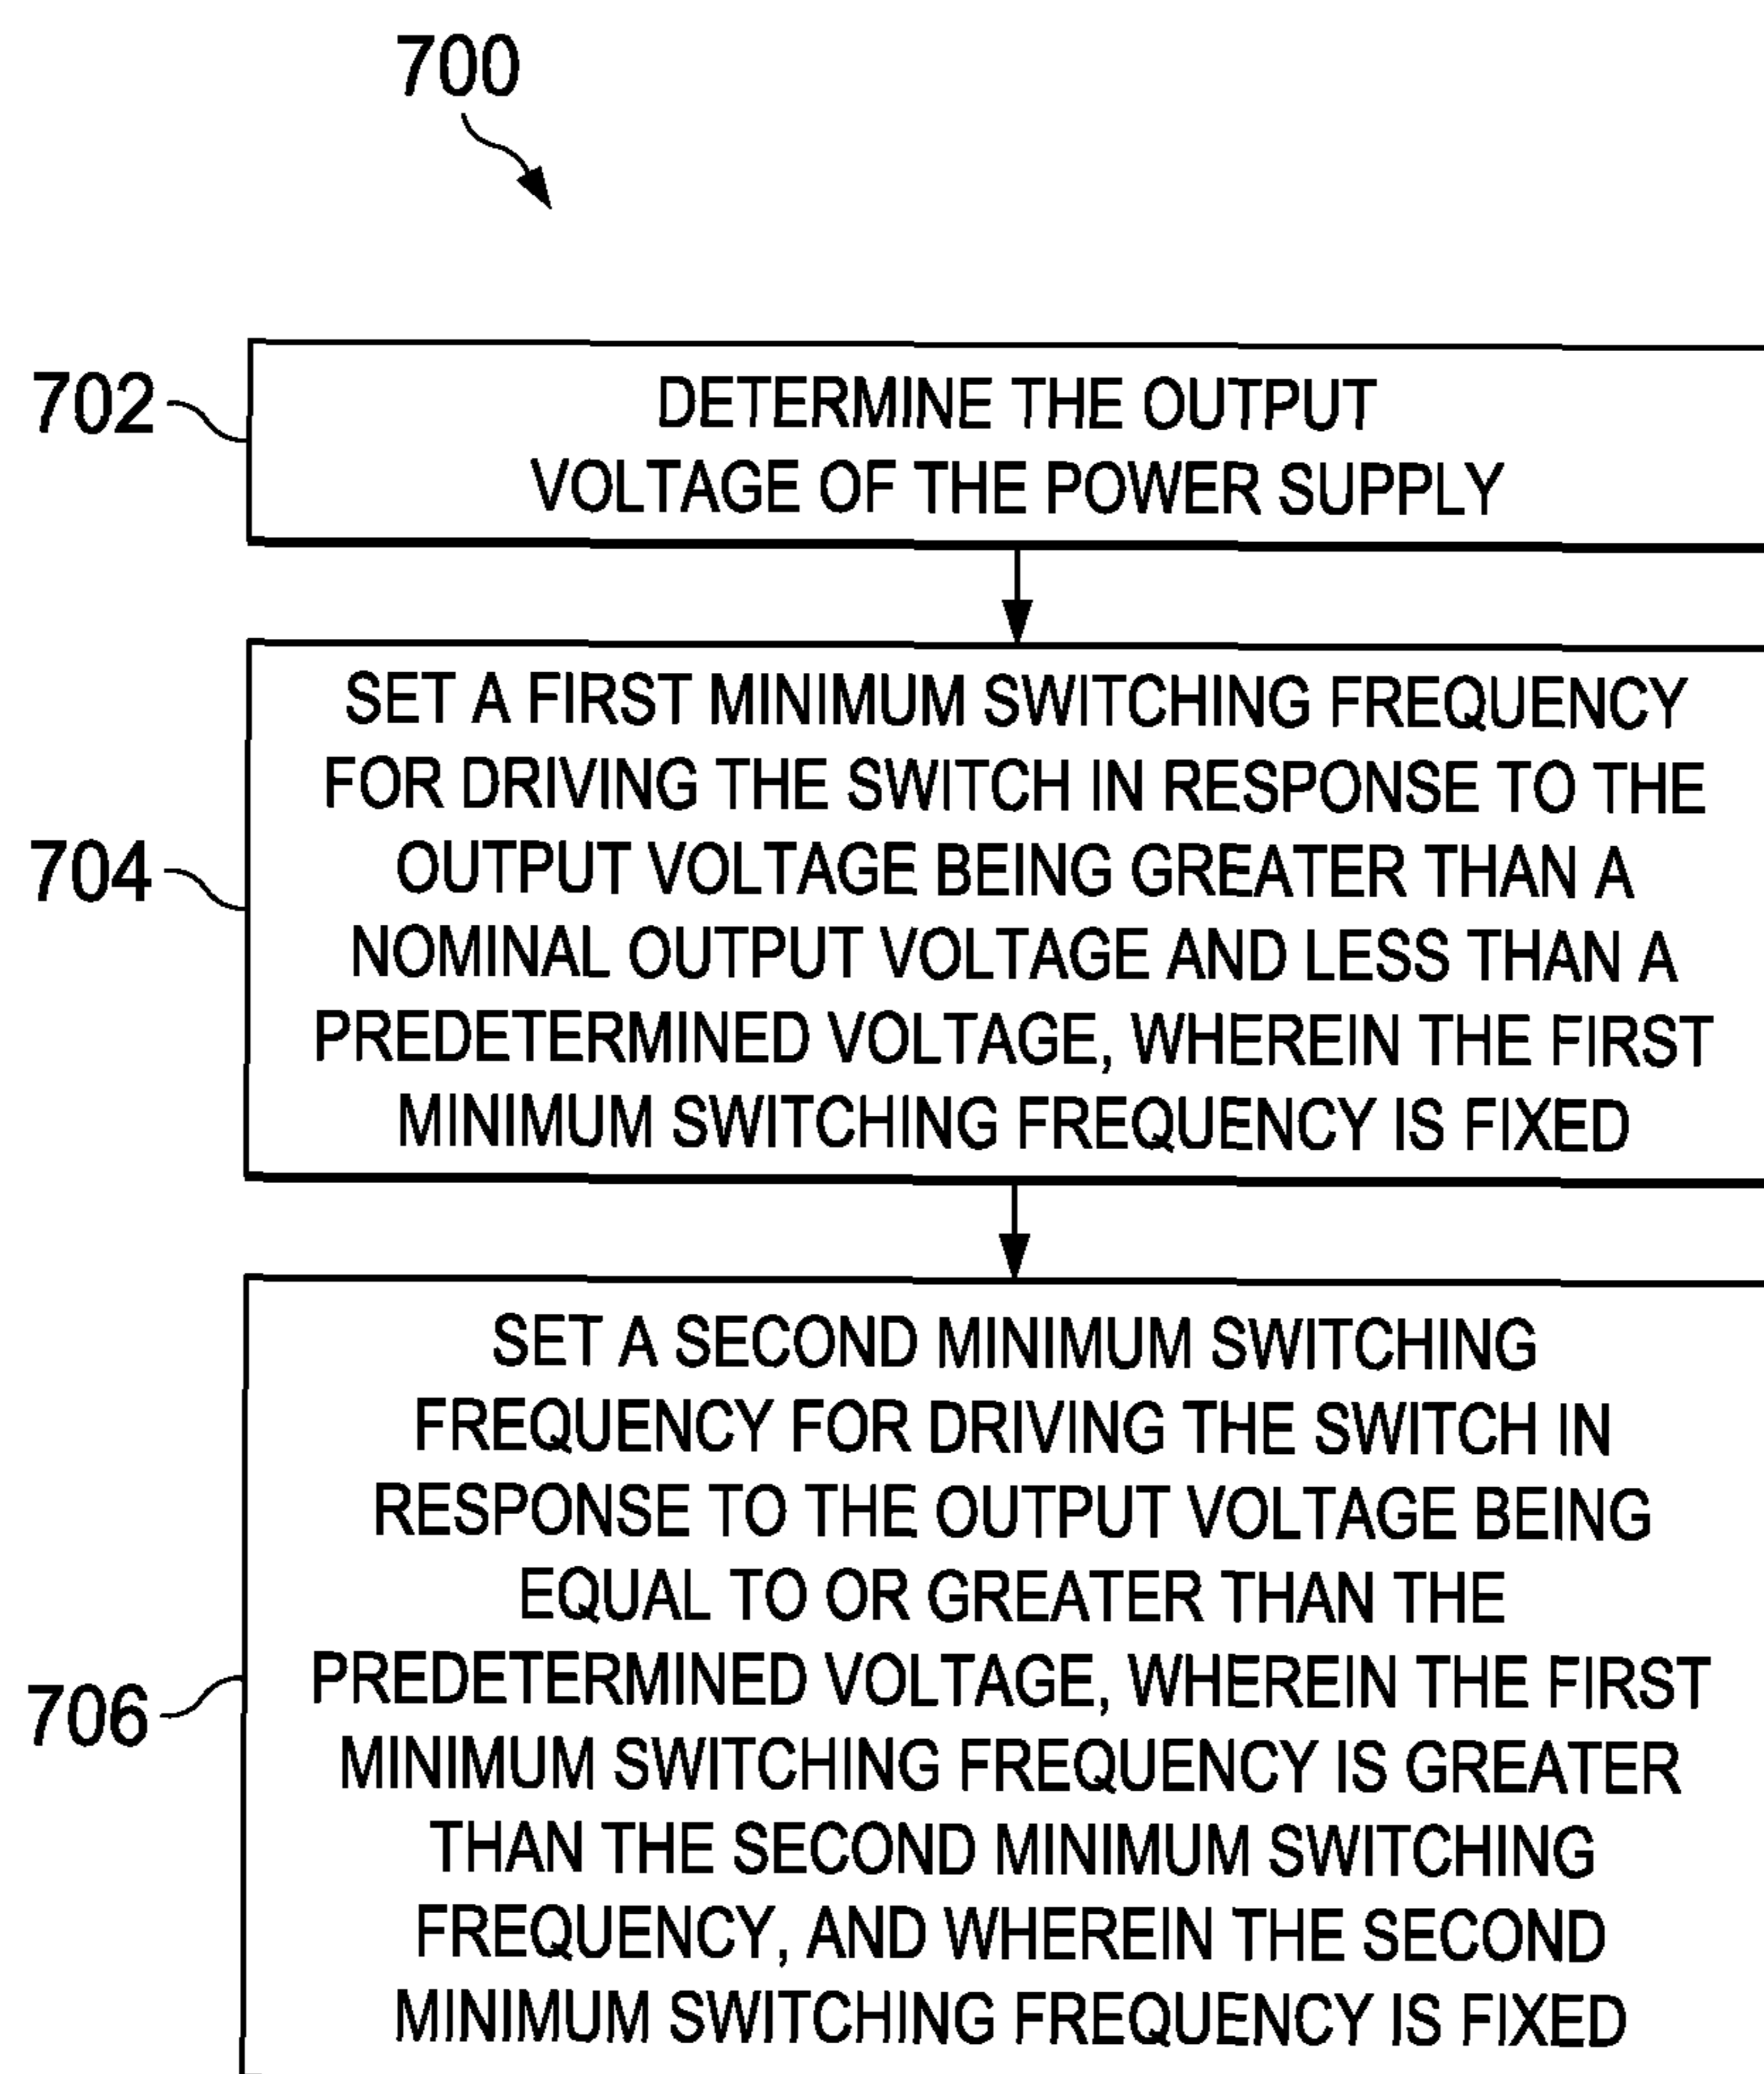 700
702
DETERMINE THE OUTPUT
VOLTAGE OF THE POWER SUPPLY
704
SET A FIRST MINIMUM SWITCHING FREQUENCY
FOR DRIVING THE SWITCH IN RESPONSE TO THE
OUTPUT VOLTAGE BEING GREATER THAN A
NOMINAL OUTPUT VOLTAGE AND LESS THAN A
PREDETERMINED VOLTAGE, WHEREIN THE FIRST
MINIMUM SWITCHING FREQUENCY IS FIXED
706
SET A SECOND MINIMUM SWITCHING
FREQUENCY FOR DRIVING THE SWITCH IN
RESPONSE TO THE OUTPUT VOLTAGE BEING
EQUAL TO OR GREATER THAN THE
PREDETERMINED VOLTAGE, WHEREIN THE FIRST
MINIMUM SWITCHING FREQUENCY IS GREATER
THAN THE SECOND MINIMUM SWITCHING
FREQUENCY, AND WHEREIN THE SECOND
MINIMUM SWITCHING FREQUENCY IS FIXED